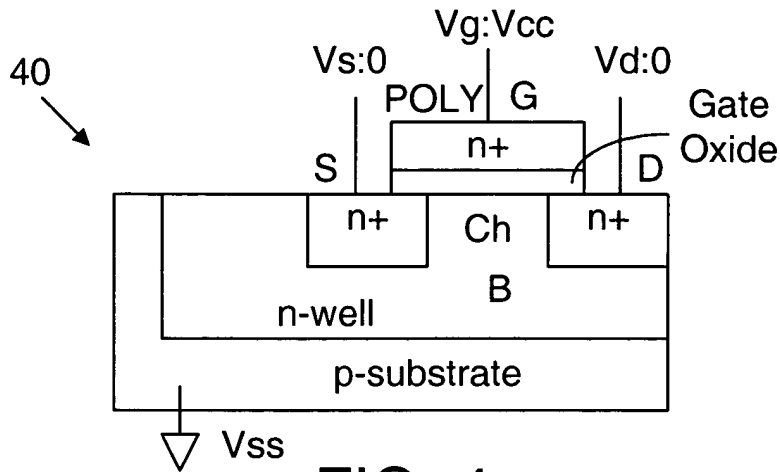 Vg:Vcc
40
Vs:0
Vd:0
POLY
G
Gate
Oxide
n+
S
D
n+
Ch
n+
B
n-well
p-substrate
Vss